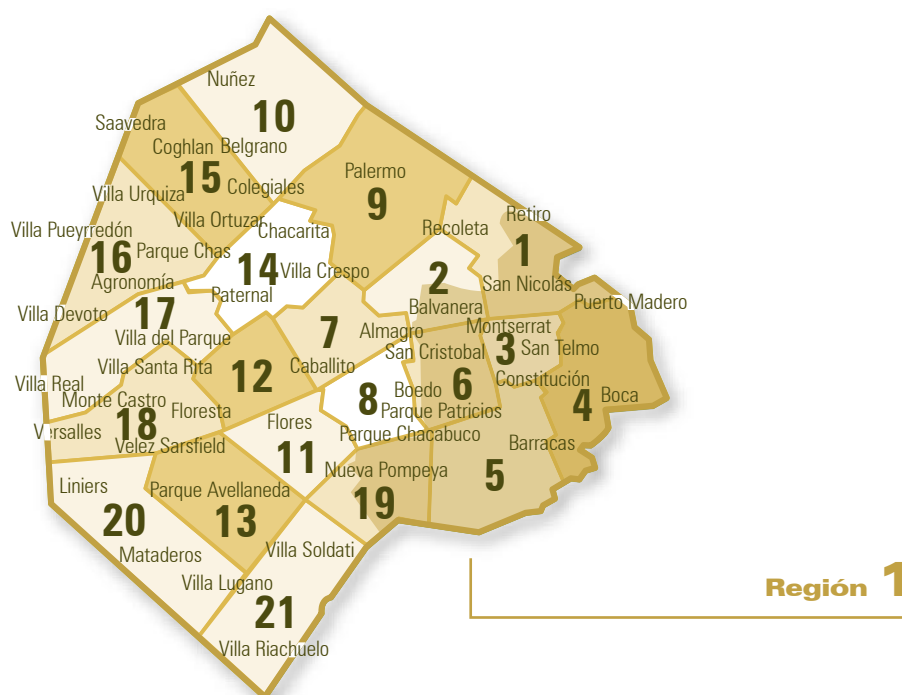 Nuñez
10
Saavedra
Coghlan Belgrano
15
Colegiales
Palermo
9
Villa Urquiza
Villa Ortuzar
Chacarita
Recoleta
Retiro
1
Villa Pueyrredón
16
Parque Chas
14
Villa Crespo
2
San Nicolás
Agronomía
Paternal
Balvanera
Puerto Madero
Villa Devoto
17
Villa del Parque
7
Almagro
Montserrat
3
San Telmo
San Cristobal
Villa Real
Villa Santa Rita
12
Caballito
8
Boedo
6
Constitución
4
Boca
Monte Castro
Floresta
Parque Patricios
Versalles
18
Velez Sarsfield
Flores
11
Parque Chacabuco
Barracas
5
Nueva Pompeya
19
Liniers
20
Parque Avellaneda
13
Mataderos
Villa Soldati
Villa Lugano
21
Villa Riachuelo
Región 1